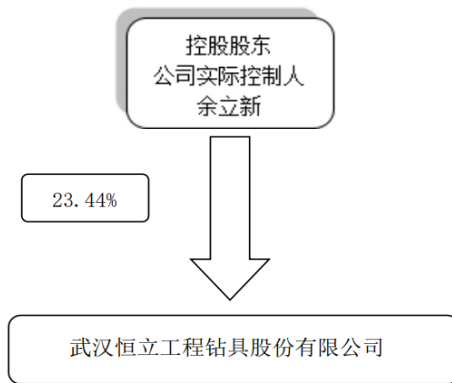 控股股东
公司实际控制人
余立新
23.44%
武汉恒立工程钻具股份有限公司